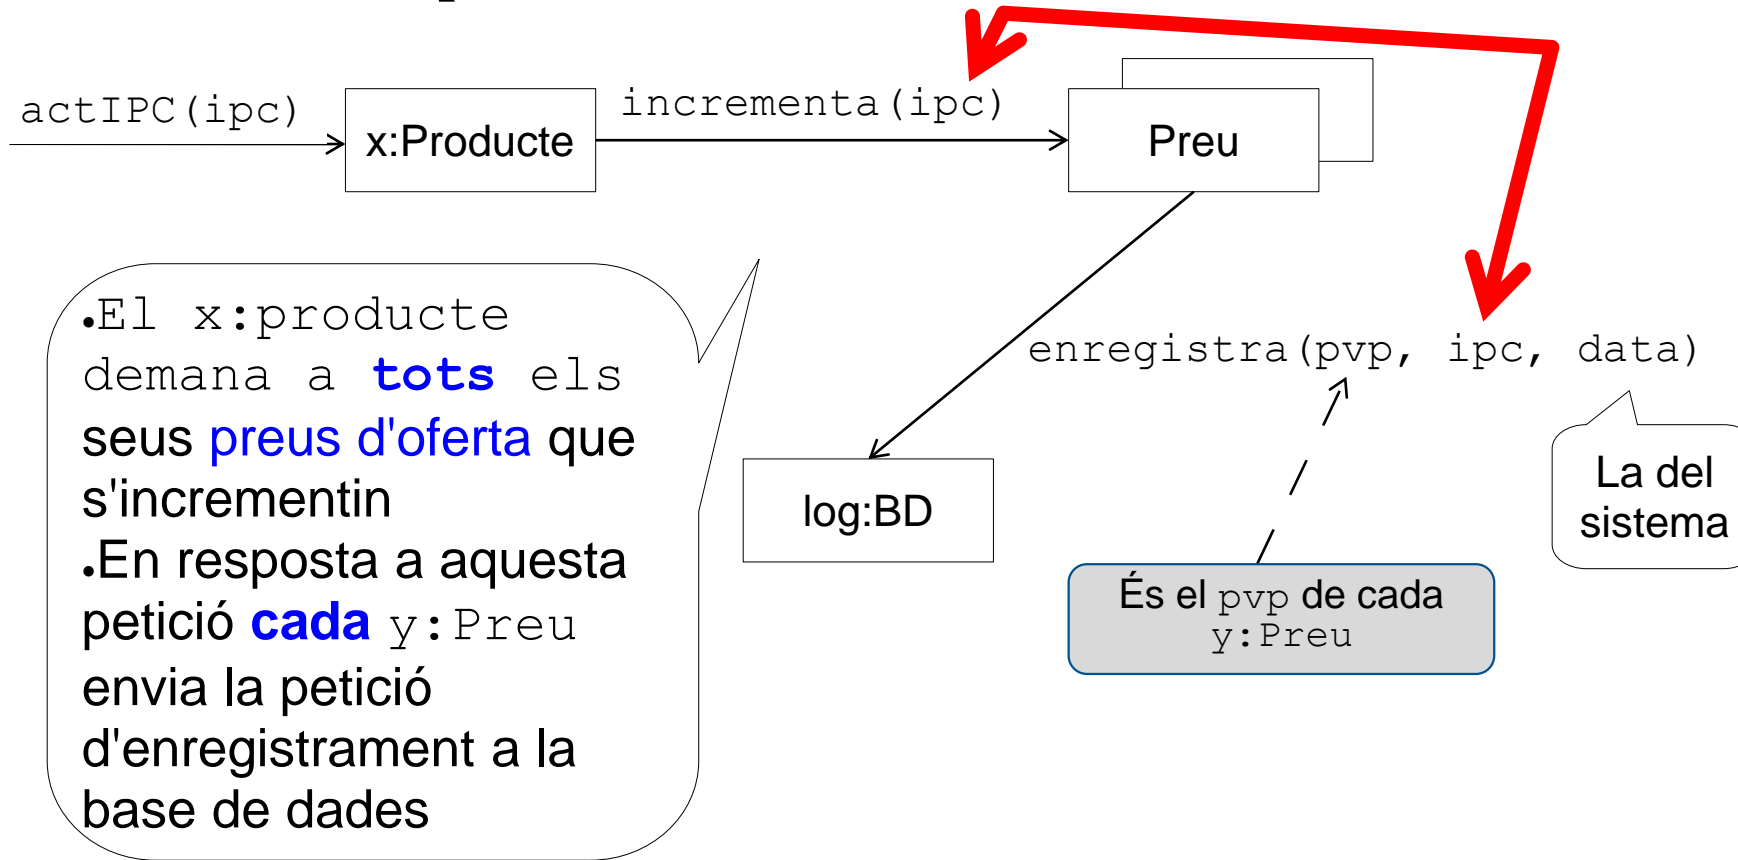 actIPC(ipc)
x:Producte
incrementa(ipc)
Preu
●El x:producte
demana a tots els
seus preus d'oferta que
s'incrementin
●En resposta a aquesta
petició cada y:Preu
envia la petició
d'enregistrament a la
base de dades
enregistra(pvp, ipc, data)
log:BD
La del
sistema
És el pvp de cada
y:Preu